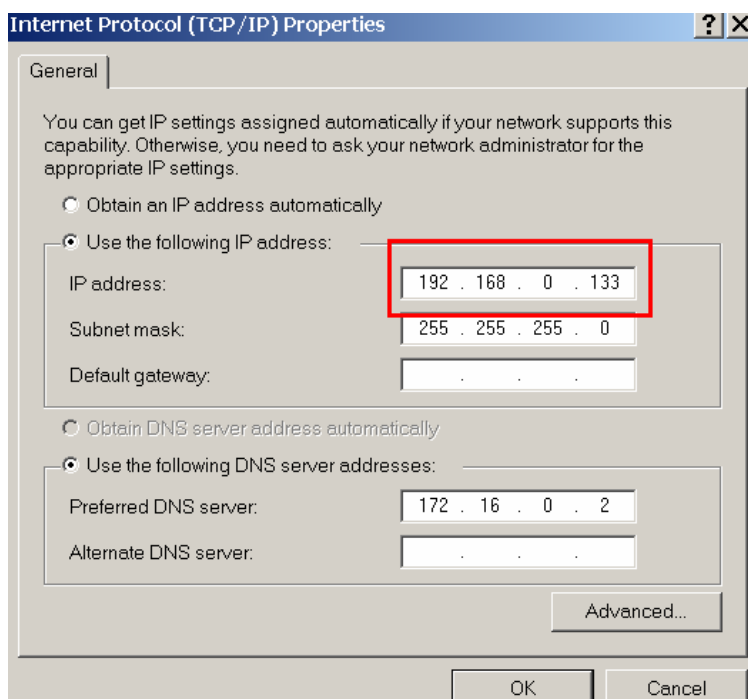 Internet Protocol (TCP/IP) Properties
? X
General
You can get IP settings assigned automatically if your network supports this
capability. Otherwise, you need to ask your network administrator for the
appropriate IP settings.
Obtain an IP address automatically
Use the following IP address:
IP address: 192 . 168 . 0 . 133
Subnet mask: 255 . 255 . 255 . 0
Default gateway: . . .
Obtain DNS server address automatically
Use the following DNS server addresses:
Preferred DNS server: 172 . 16 . 0 . 2
Alternate DNS server: . . .
Advanced...
OK Cancel